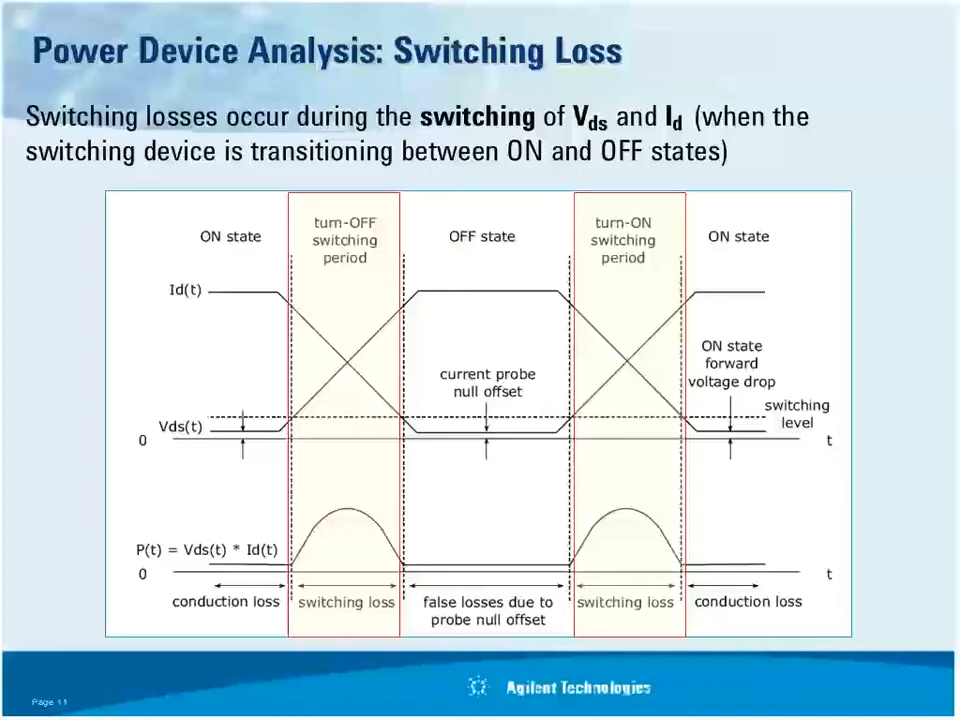 Power Device Analysis: Switching Loss
Switching losses occur during the switching of Vds and Id (when the
switching device is transitioning between ON and OFF states)
ON state
turn-OFF
switching
period
OFF state
turn-ON
switching
period
ON state
Id(t)
current probe
null offset
ON state
forward
voltage drop
switching
level
Vds(t)
0
t
P(t) = Vds(t) * Id(t)
0
t
conduction loss
switching loss
false losses due to
probe null offset
switching loss
conduction loss
Agilent Technologies
Page 11